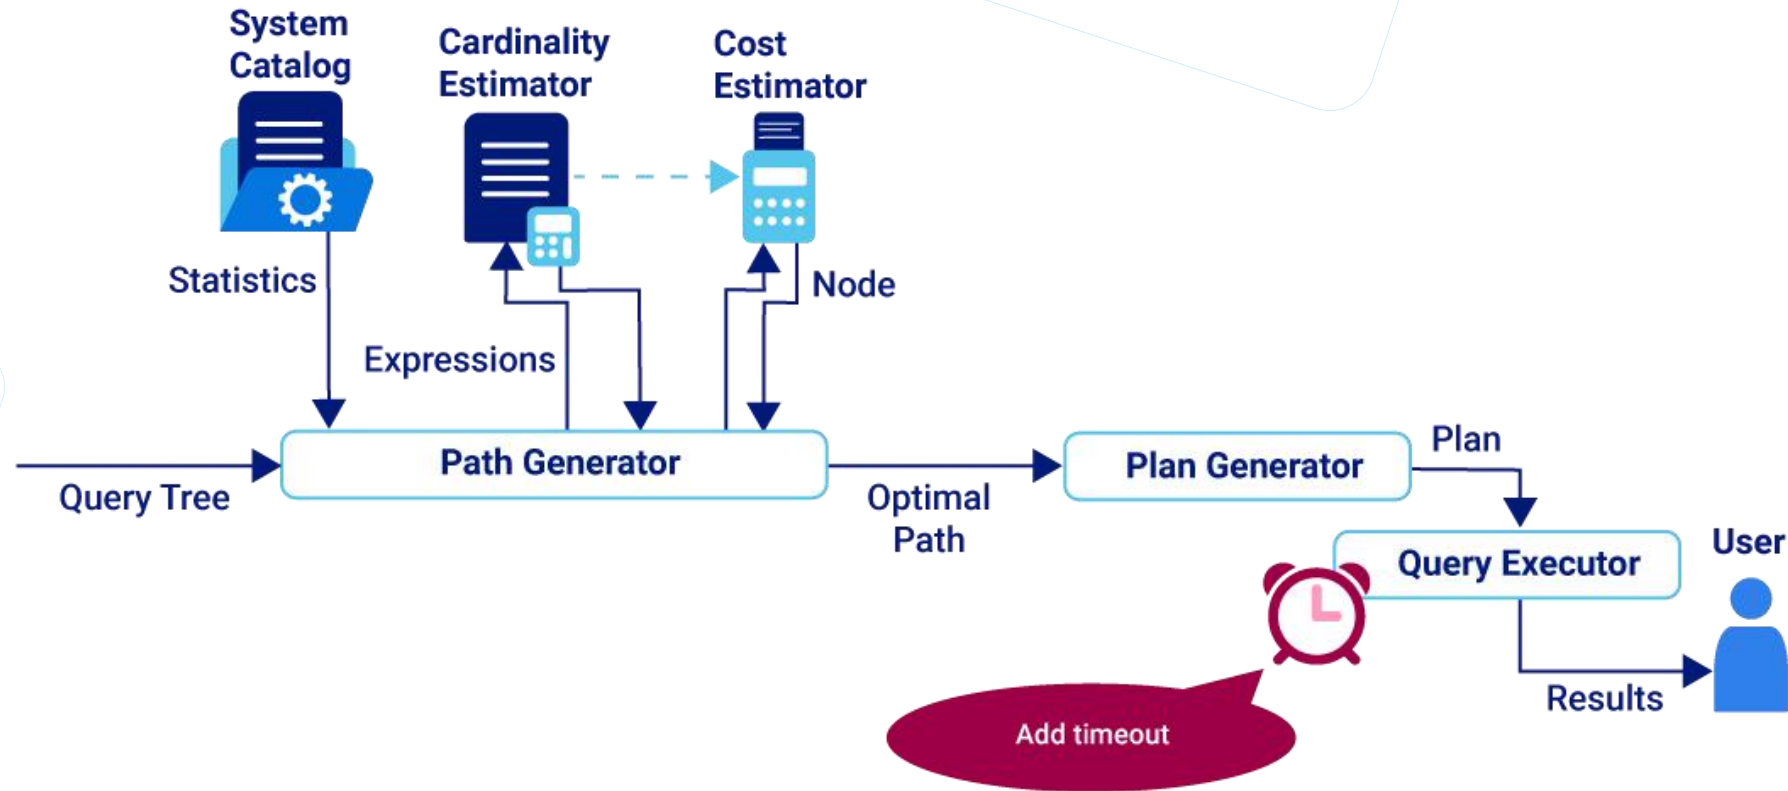 System
Catalog
Cardinality
Estimator
Cost
Estimator
Statistics
Node
Expressions
Query Tree
Path Generator
Optimal
Path
Plan Generator
Plan
Query Executor
User
Results
Add timeout